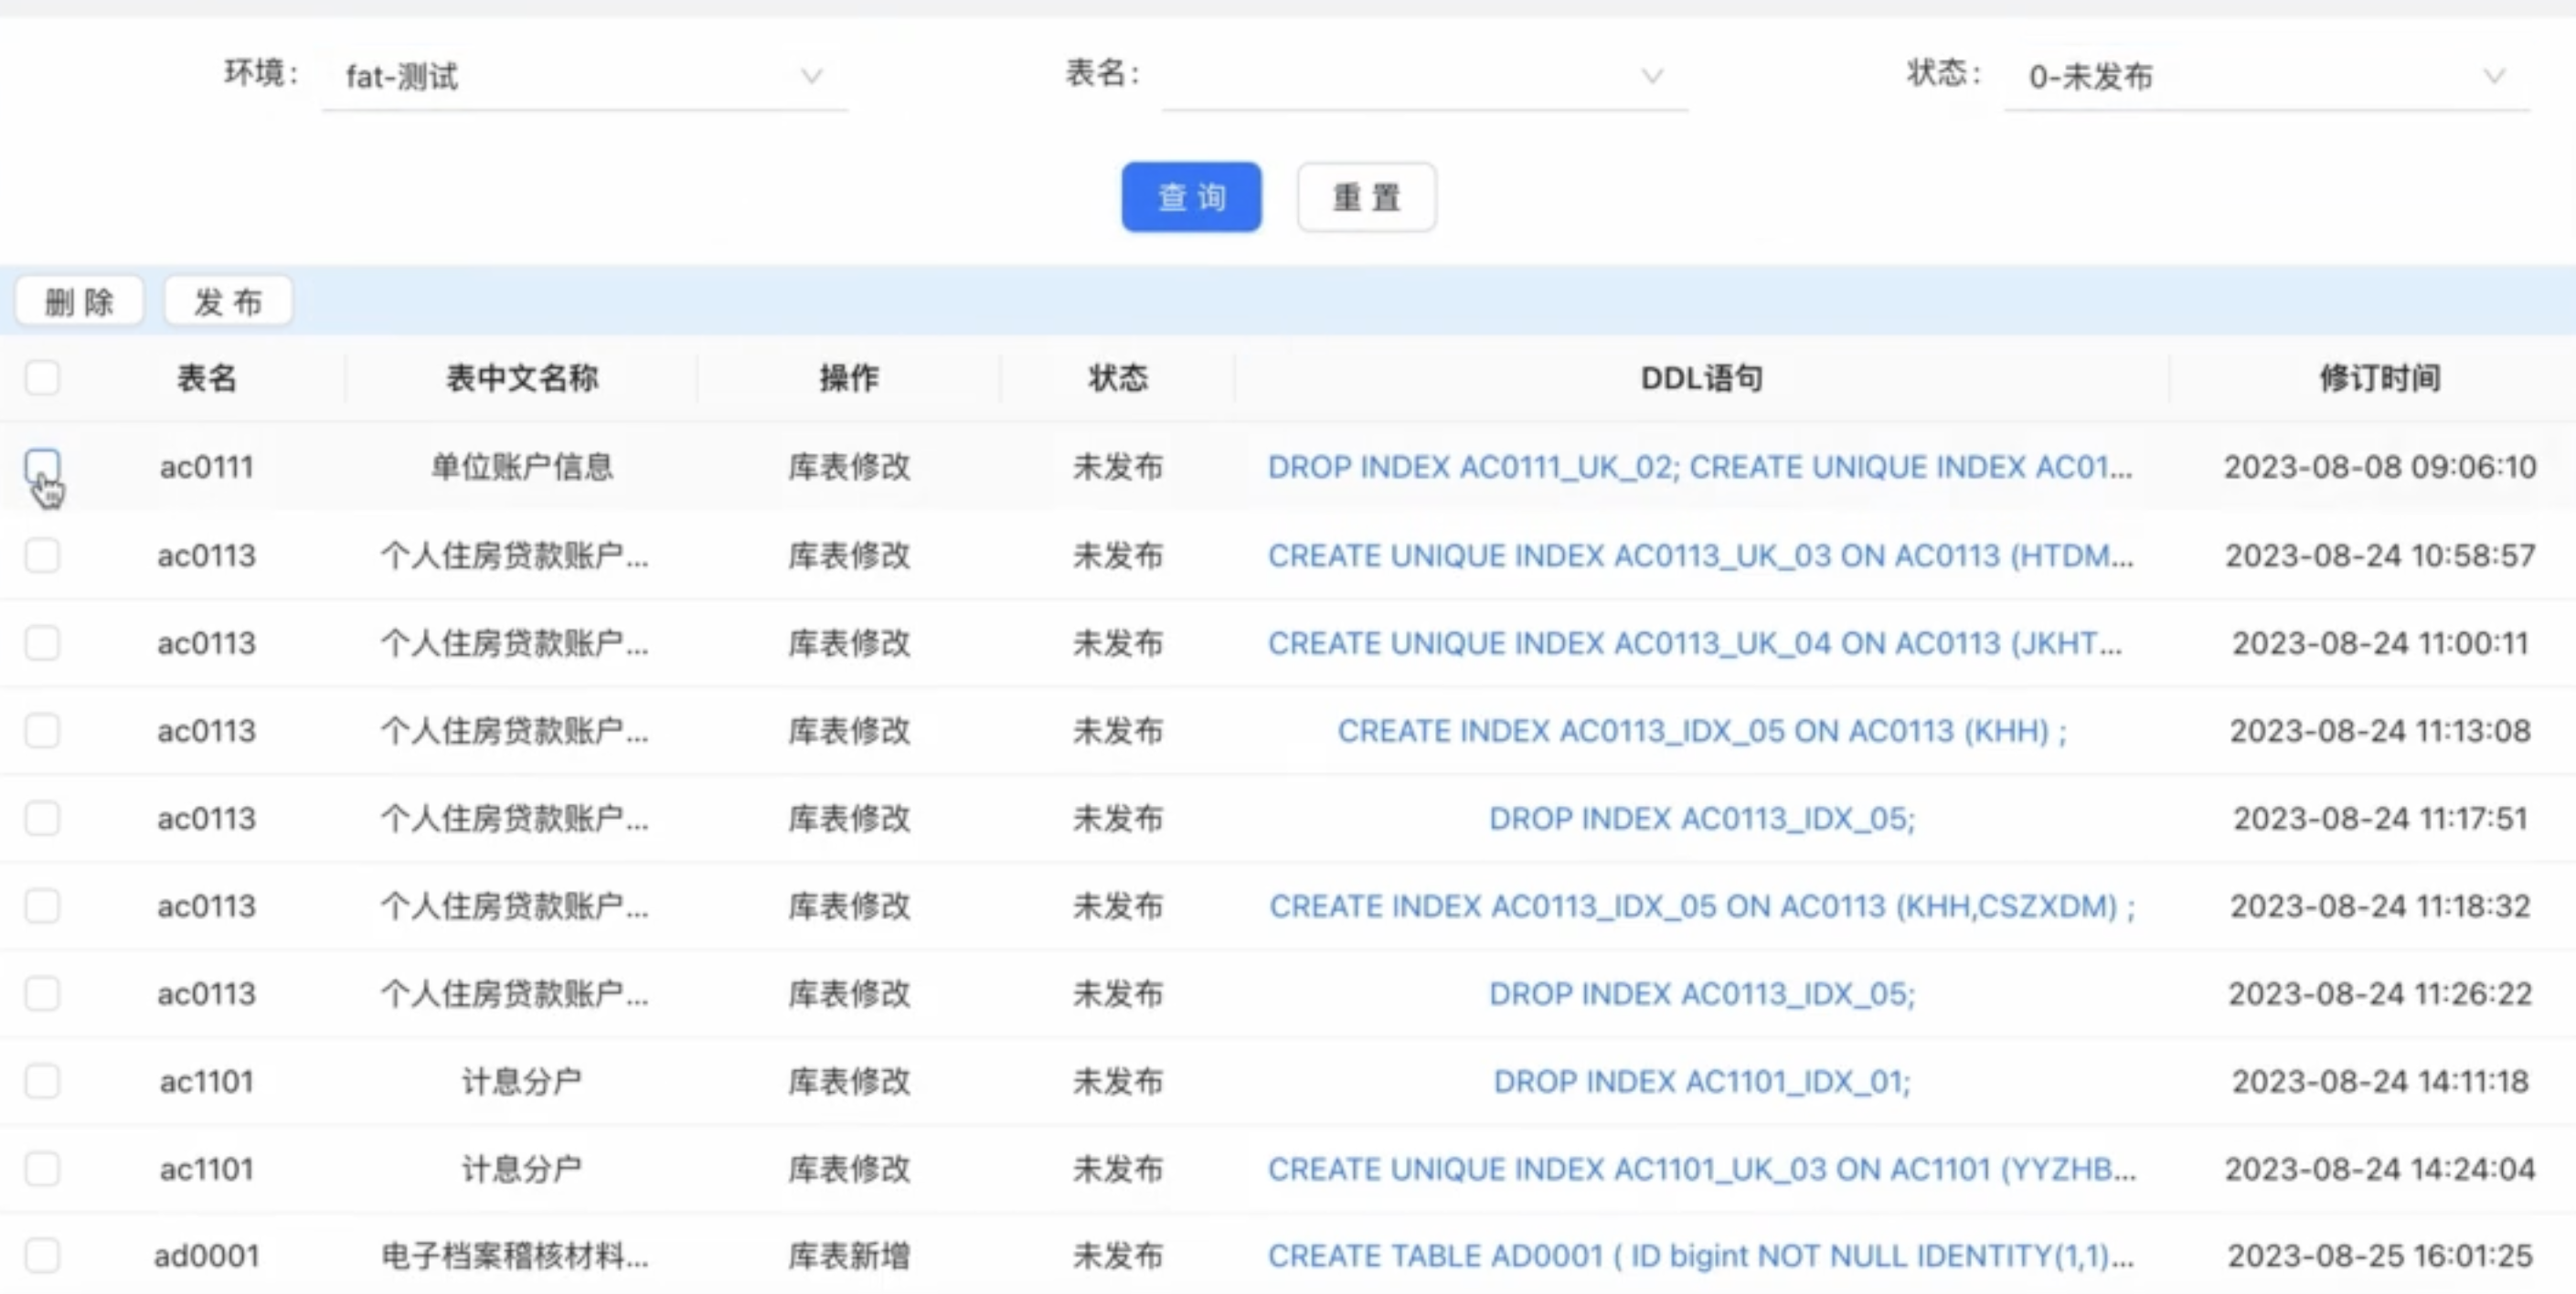 环境： fat-测试 表名： 状态： 0-未发布
查 询 重 置
删 除 发 布
表名 表中文名称 操作 状态 DDL语句 修订时间
ac0111 单位账户信息 库表修改 未发布 DROP INDEX AC0111_UK_02; CREATE UNIQUE INDEX AC01... 2023-08-08 09:06:10
ac0113 个人住房贷款账户... 库表修改 未发布 CREATE UNIQUE INDEX AC0113_UK_03 ON AC0113 (HTDM... 2023-08-24 10:58:57
ac0113 个人住房贷款账户... 库表修改 未发布 CREATE UNIQUE INDEX AC0113_UK_04 ON AC0113 (JKHT... 2023-08-24 11:00:11
ac0113 个人住房贷款账户... 库表修改 未发布 CREATE INDEX AC0113_IDX_05 ON AC0113 (KHH) ; 2023-08-24 11:13:08
ac0113 个人住房贷款账户... 库表修改 未发布 DROP INDEX AC0113_IDX_05; 2023-08-24 11:17:51
ac0113 个人住房贷款账户... 库表修改 未发布 CREATE INDEX AC0113_IDX_05 ON AC0113 (KHH,CSZXDM) ; 2023-08-24 11:18:32
ac0113 个人住房贷款账户... 库表修改 未发布 DROP INDEX AC0113_IDX_05; 2023-08-24 11:26:22
ac1101 计息分户 库表修改 未发布 DROP INDEX AC1101_IDX_01; 2023-08-24 14:11:18
ac1101 计息分户 库表修改 未发布 CREATE UNIQUE INDEX AC1101_UK_03 ON AC1101 (YYZHB... 2023-08-24 14:24:04
ad0001 电子档案稽核材料... 库表新增 未发布 CREATE TABLE AD0001 ( ID bigint NOT NULL IDENTITY(1,1)... 2023-08-25 16:01:25